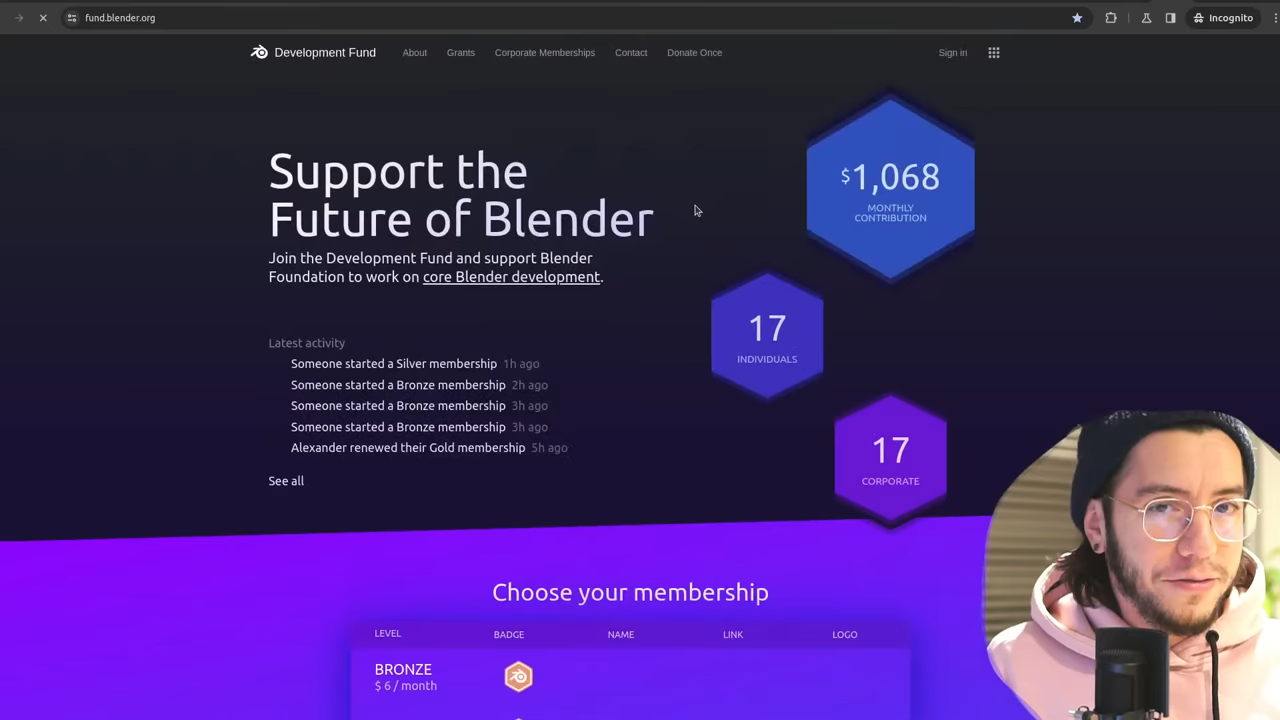 fund.blender.org
Incognito
Development Fund
About
Grants
Corporate Memberships
Contact
Donate Once
Sign in
Support the
Future of Blender
Join the Development Fund and support Blender
Foundation to work on core Blender development.
$1,068
MONTHLY
CONTRIBUTION
17
INDIVIDUALS
17
CORPORATE
Latest activity
Someone started a Silver membership 1h ago
Someone started a Bronze membership 2h ago
Someone started a Bronze membership 3h ago
Someone started a Bronze membership 3h ago
Alexander renewed their Gold membership 5h ago
See all
Choose your membership
LEVEL
BADGE
NAME
LINK
LOGO
BRONZE
$ 6 / month